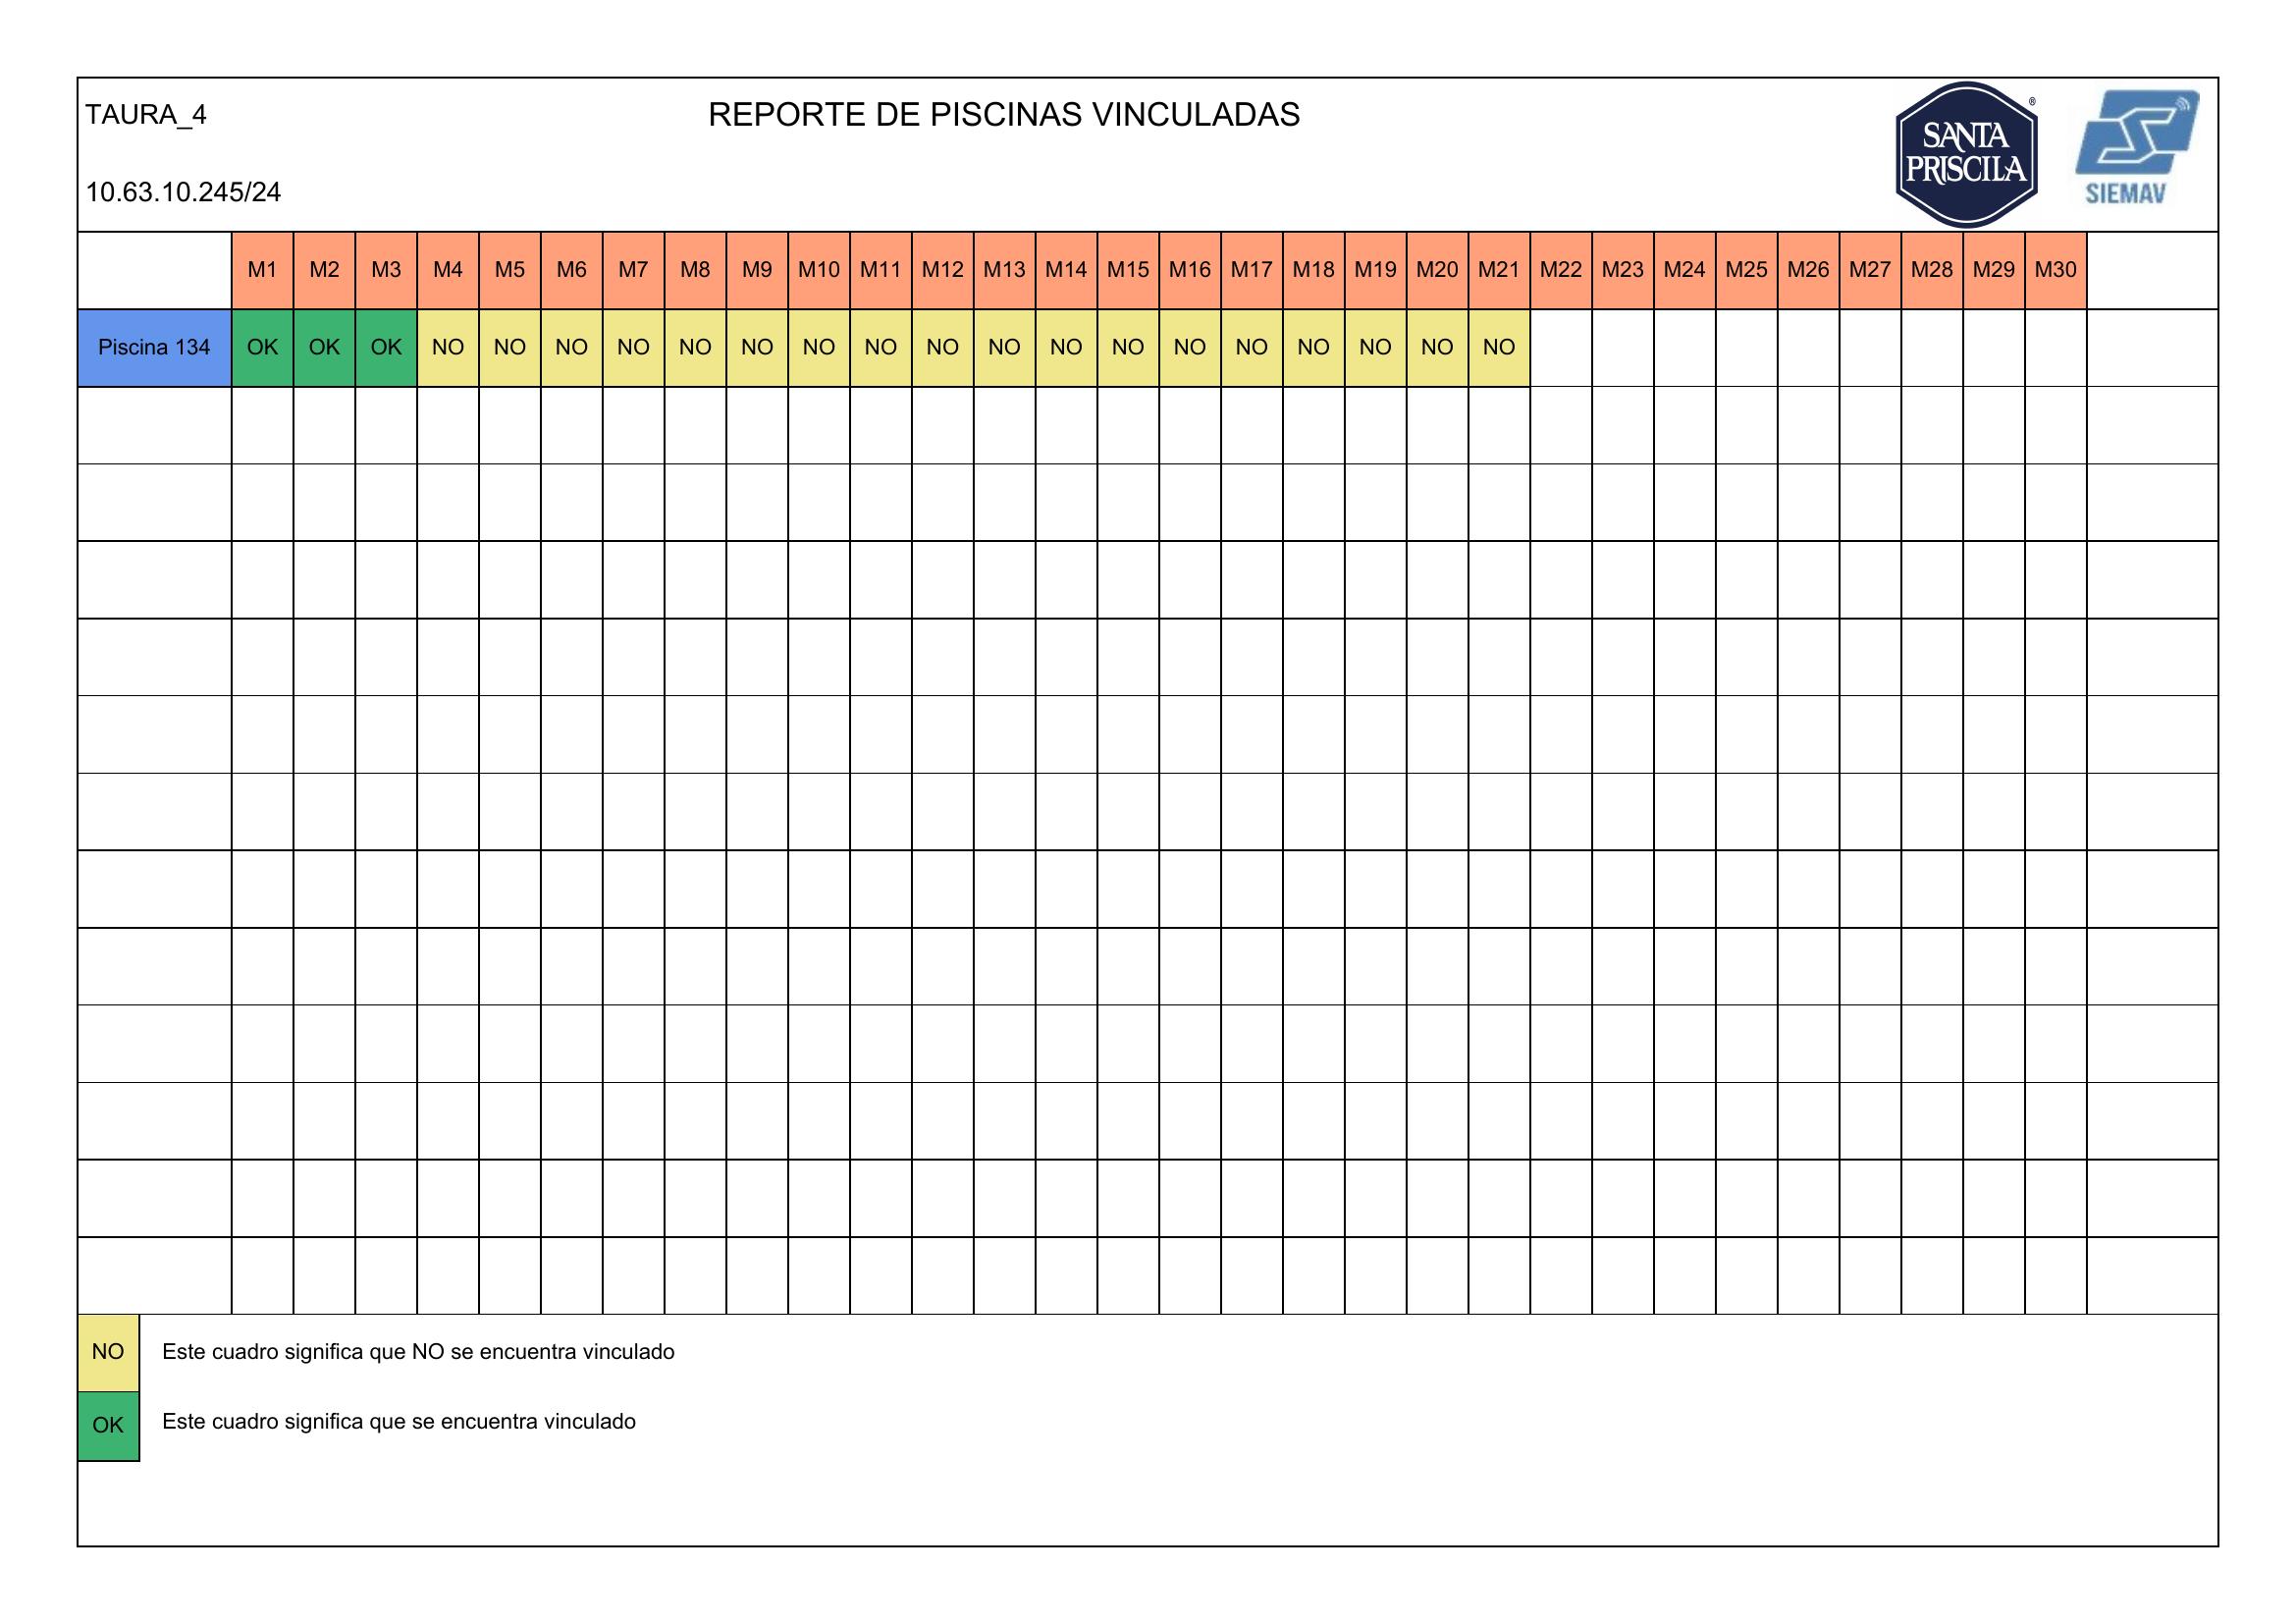 TAURA_4
REPORTE DE PISCINAS VINCULADAS
SANTA
PRISCILA
®
SIEMAV
10.63.10.245/24
M1 M2 M3 M4 M5 M6 M7 M8 M9 M10 M11 M12 M13 M14 M15 M16 M17 M18 M19 M20 M21 M22 M23 M24 M25 M26 M27 M28 M29 M30
Piscina 134 OK OK OK NO NO NO NO NO NO NO NO NO NO NO NO NO NO NO NO NO NO
NO Este cuadro significa que NO se encuentra vinculado
OK Este cuadro significa que se encuentra vinculado